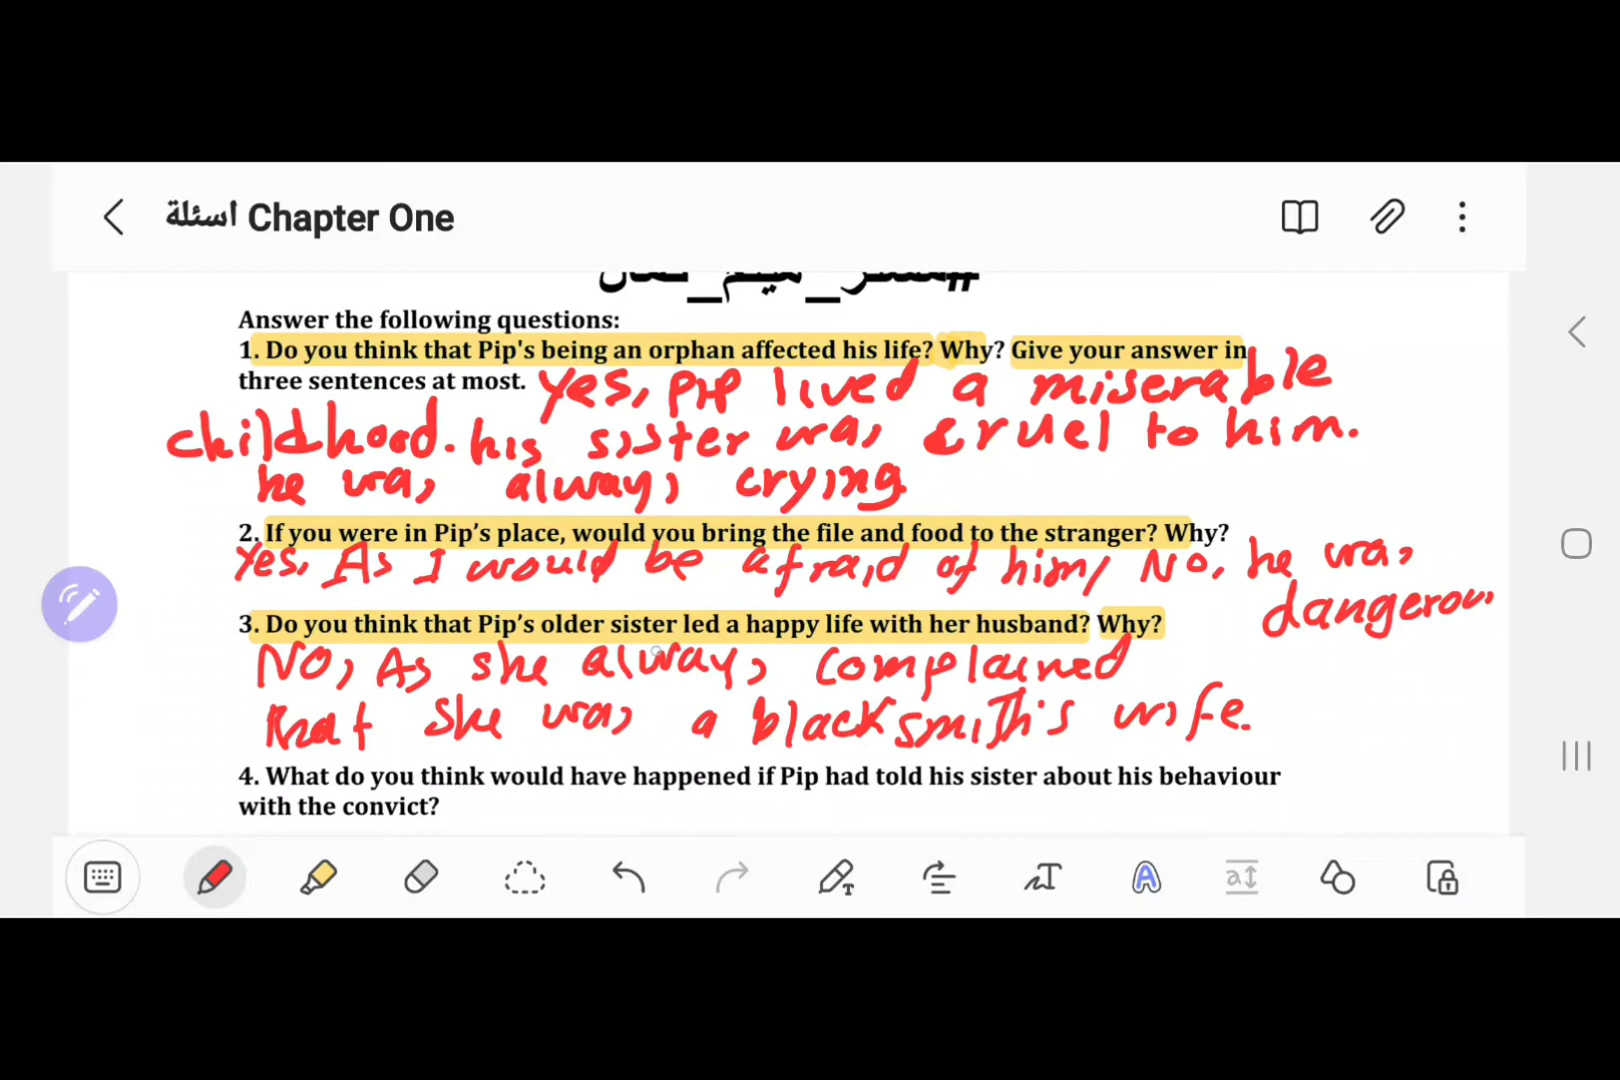 اسئلة Chapter One
Answer the following questions:
1. Do you think that Pip's being an orphan affected his life? Why? Give your answer in
three sentences at most. Yes, Pip lived a miserable
childhood. his sister was cruel to him.
he was always crying
2. If you were in Pip's place, would you bring the file and food to the stranger? Why?
Yes, As I would be afraid of him/ No, he was
dangerous
3. Do you think that Pip's older sister led a happy life with her husband? Why?
No, As she always complained
that she was a blacksmith's wife.
4. What do you think would have happened if Pip had told his sister about his behaviour
with the convict?